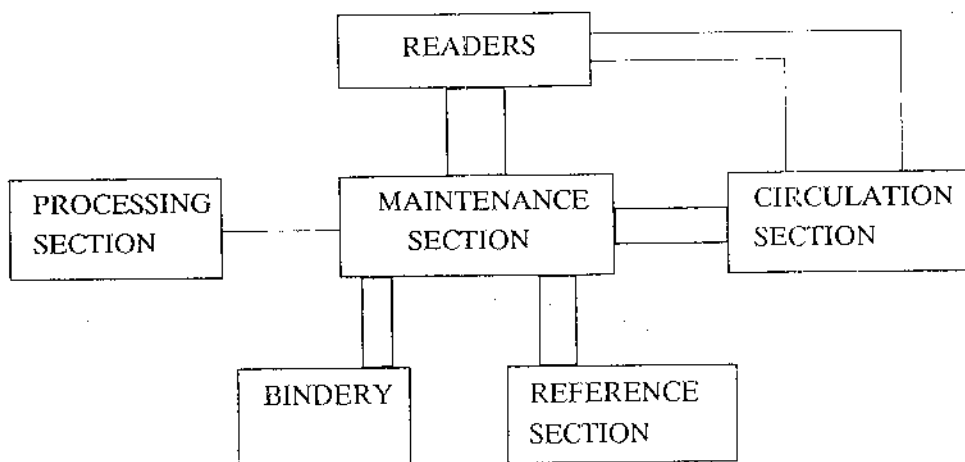 READERS
PROCESSING
SECTION
MAINTENANCE
SECTION
CIRCULATION
SECTION
BINDERY
REFERENCE
SECTION